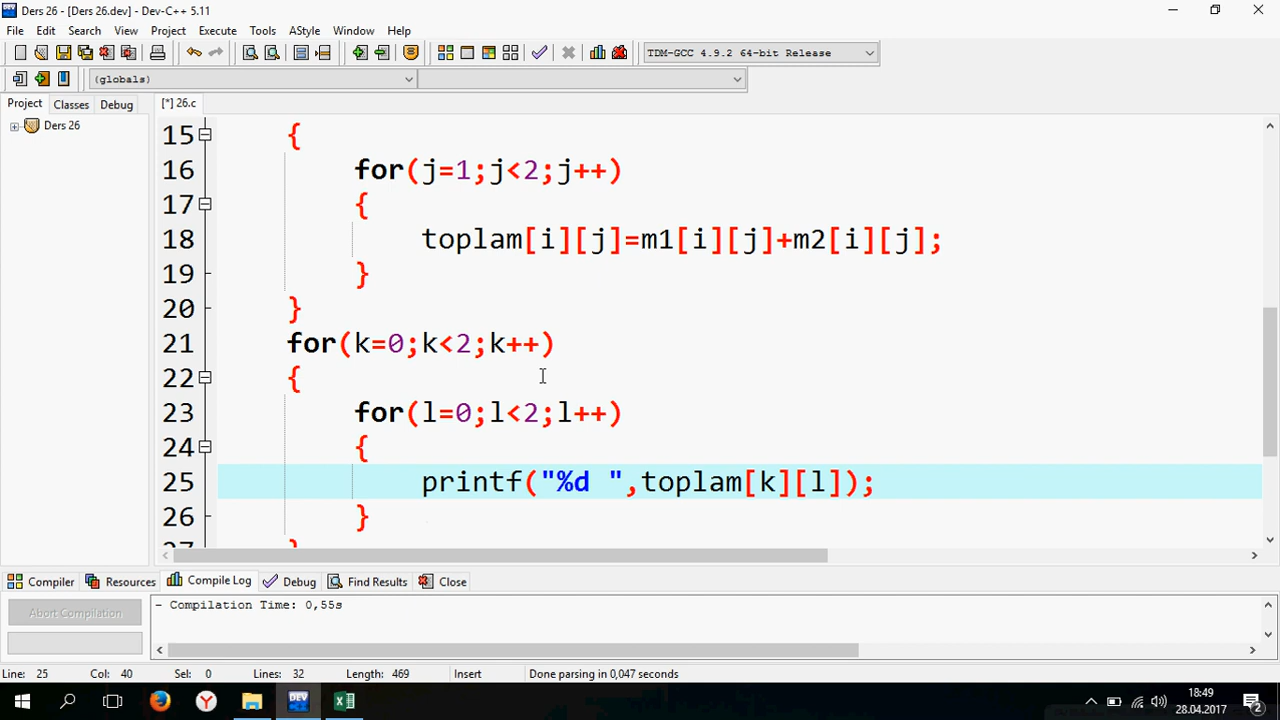 Ders 26 - [Ders 26.dev] - Dev-C++ 5.11
File Edit Search View Project Execute Tools AStyle Window Help
TDM-GCC 4.9.2 64-bit Release
(globals)
Project Classes Debug
[*] 26.c
Ders 26
15 {
16 for(j=1;j<2;j++)
17 {
18 toplam[i][j]=m1[i][j]+m2[i][j];
19 }
20 }
21 for(k=0;k<2;k++)
22 {
23 for(l=0;l<2;l++)
24 {
25 printf("%d ",toplam[k][l]);
26 }
27 }
Compiler Resources Compile Log Debug Find Results Close
Abort Compilation
- Compilation Time: 0,55s
Line: 25 Col: 40 Sel: 0 Lines: 32 Length: 469 Insert Done parsing in 0,047 seconds
DEV
18:49
28.04.2017
2